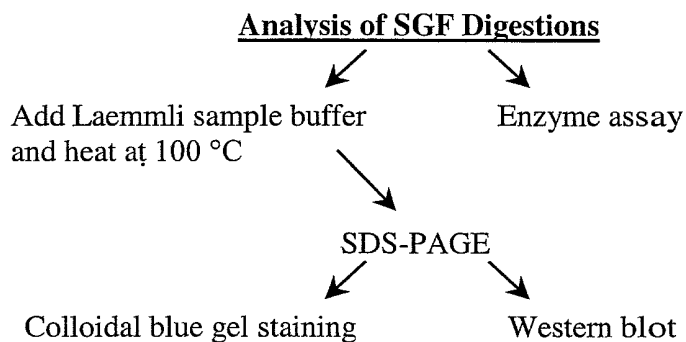 Analysis of SGF Digestions
Add Laemmli sample buffer
and heat at 100 °C
Enzyme assay
SDS-PAGE
Colloidal blue gel staining
Western blot